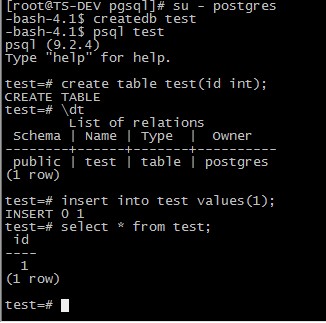 [root@TS-DEV pgsql]# su - postgres
-bash-4.1$ createdb test
-bash-4.1$ psql test
psql (9.2.4)
Type "help" for help.

test=# create table test(id int);
CREATE TABLE
test=# \dt
        List of relations
 Schema | Name | Type  |  Owner
--------+------+-------+----------
 public | test | table | postgres
(1 row)

test=# insert into test values(1);
INSERT 0 1
test=# select * from test;
 id
----
  1
(1 row)

test=#